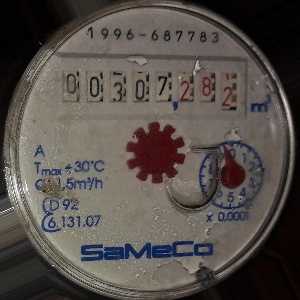 1996-687783
00307,282 m³
A
Tmax +30°C
1,5m³/h
D 92
6.131.07
x 0,0001
SaMeCo